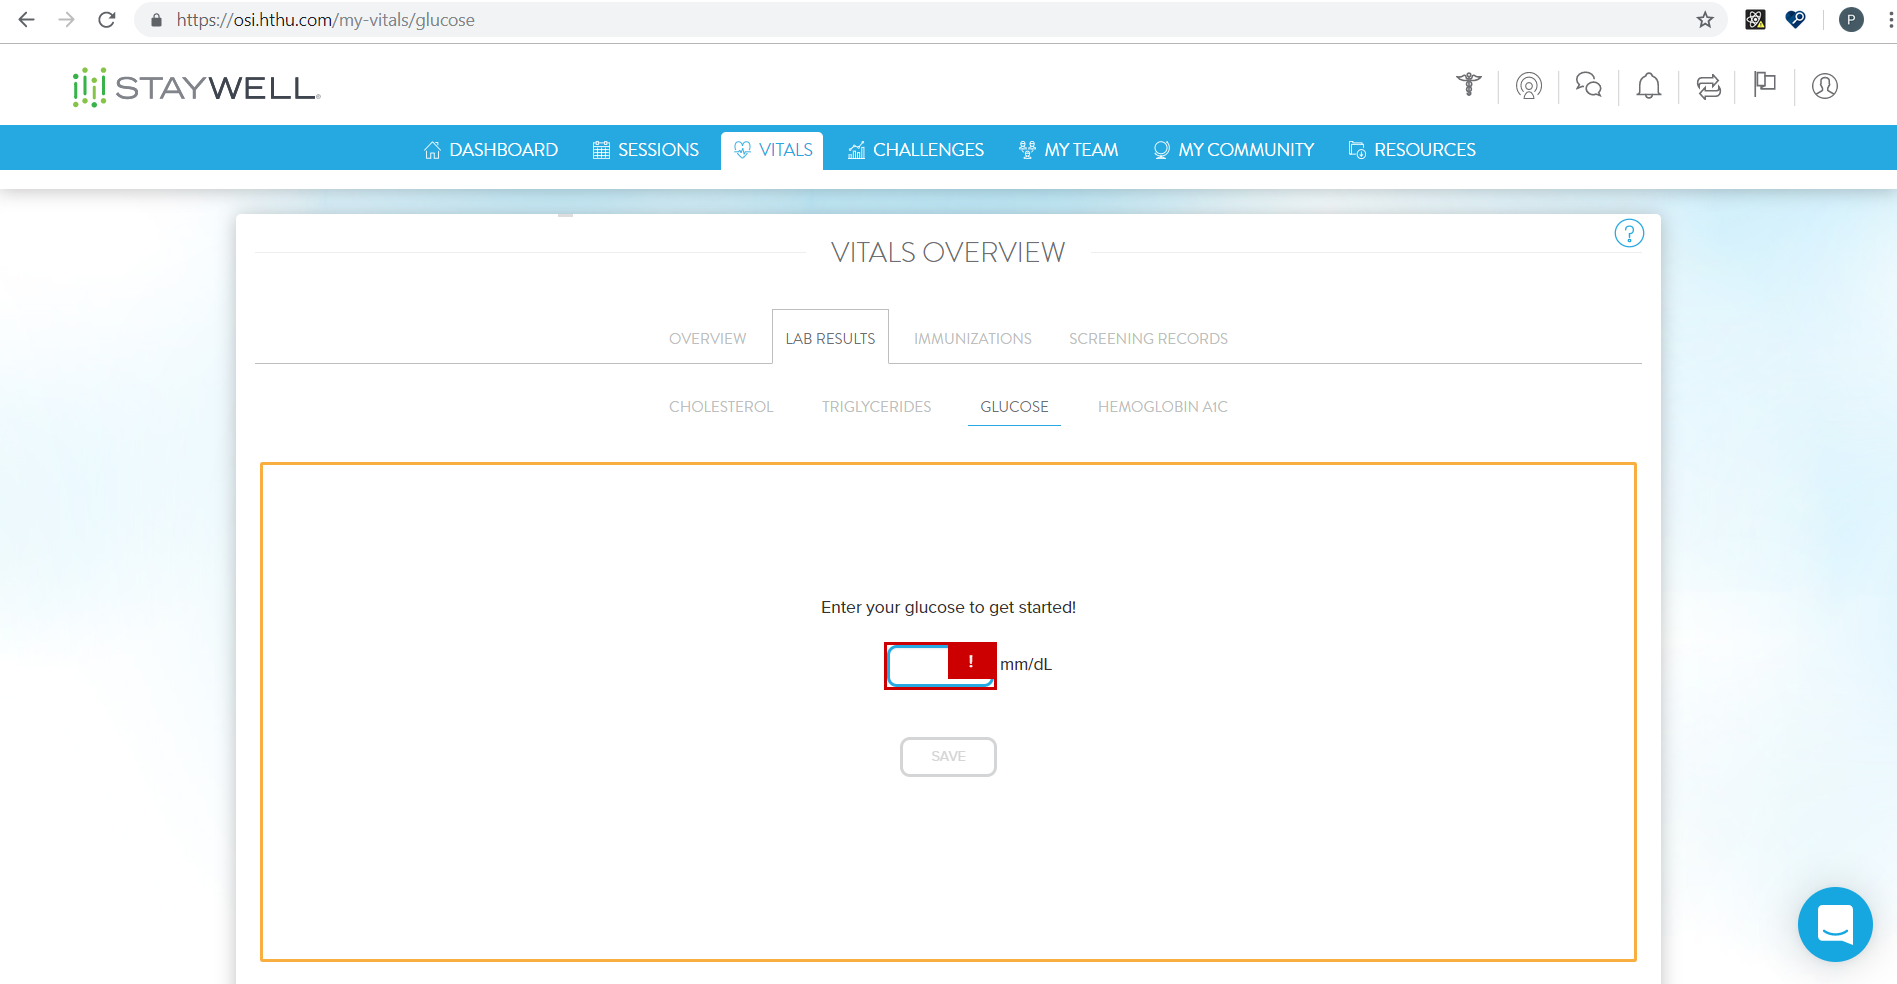 https://osi.hthu.com/my-vitals/glucose
P
STAYWELL®
DASHBOARD SESSIONS VITALS CHALLENGES MY TEAM MY COMMUNITY RESOURCES
?
VITALS OVERVIEW
OVERVIEW LAB RESULTS IMMUNIZATIONS SCREENING RECORDS
CHOLESTEROL TRIGLYCERIDES GLUCOSE HEMOGLOBIN A1C
Enter your glucose to get started!
! mm/dL
SAVE